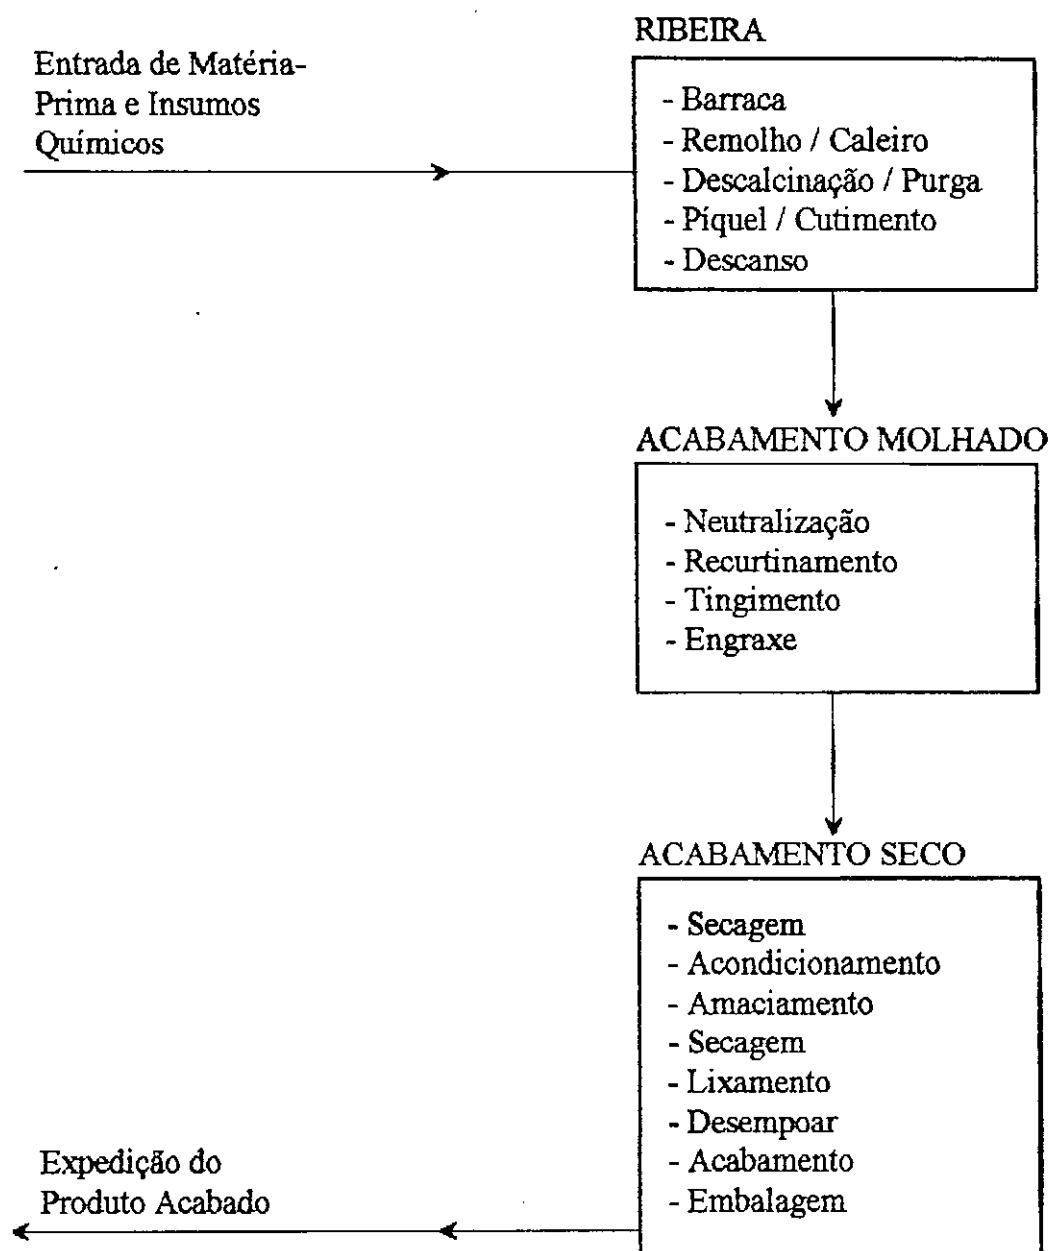 RIBEIRA
Entrada de Matéria-
Prima e Insumos
Químicos
- Barraca
- Remolho / Caleiro
- Descalcinação / Purga
- Píquel / Cutimento
- Descanso
ACABAMENTO MOLHADO
- Neutralização
- Recurtinamento
- Tingimento
- Engraxe
ACABAMENTO SECO
- Secagem
- Acondicionamento
- Amaciamento
- Secagem
- Lixamento
- Desempoar
- Acabamento
- Embalagem
Expedição do
Produto Acabado